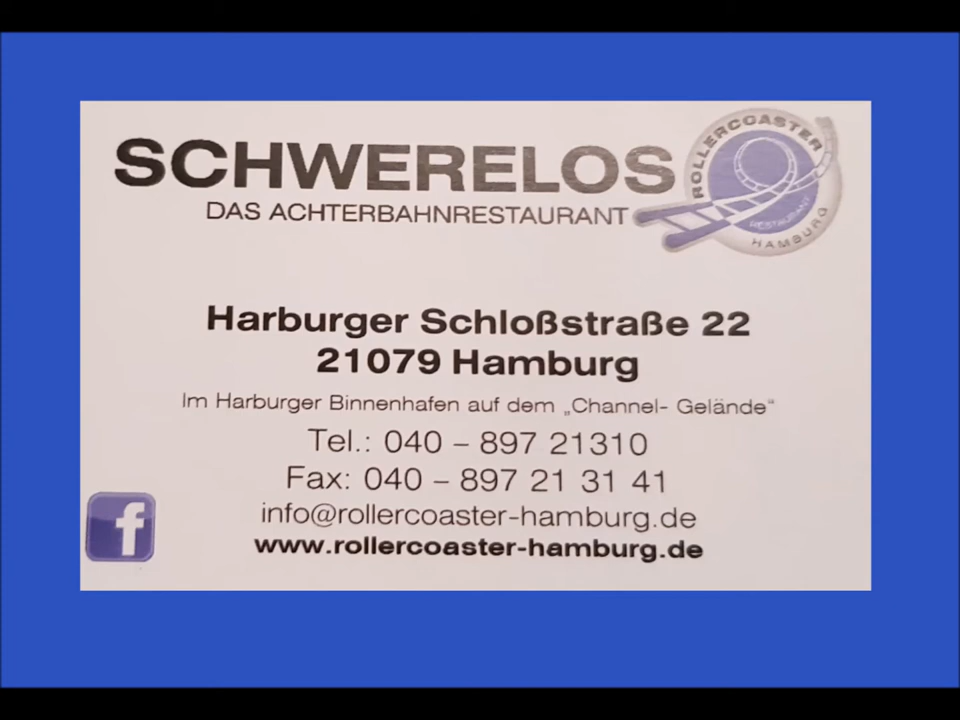 SCHWERELOS
DAS ACHTERBAHNRESTAURANT
ROLLERCOASTER
RESTAURANT
HAMBURG
Harburger Schloßstraße 22
21079 Hamburg
Im Harburger Binnenhafen auf dem „Channel- Gelände“
Tel.: 040 – 897 21310
Fax: 040 – 897 21 31 41
info@rollercoaster-hamburg.de
www.rollercoaster-hamburg.de
f